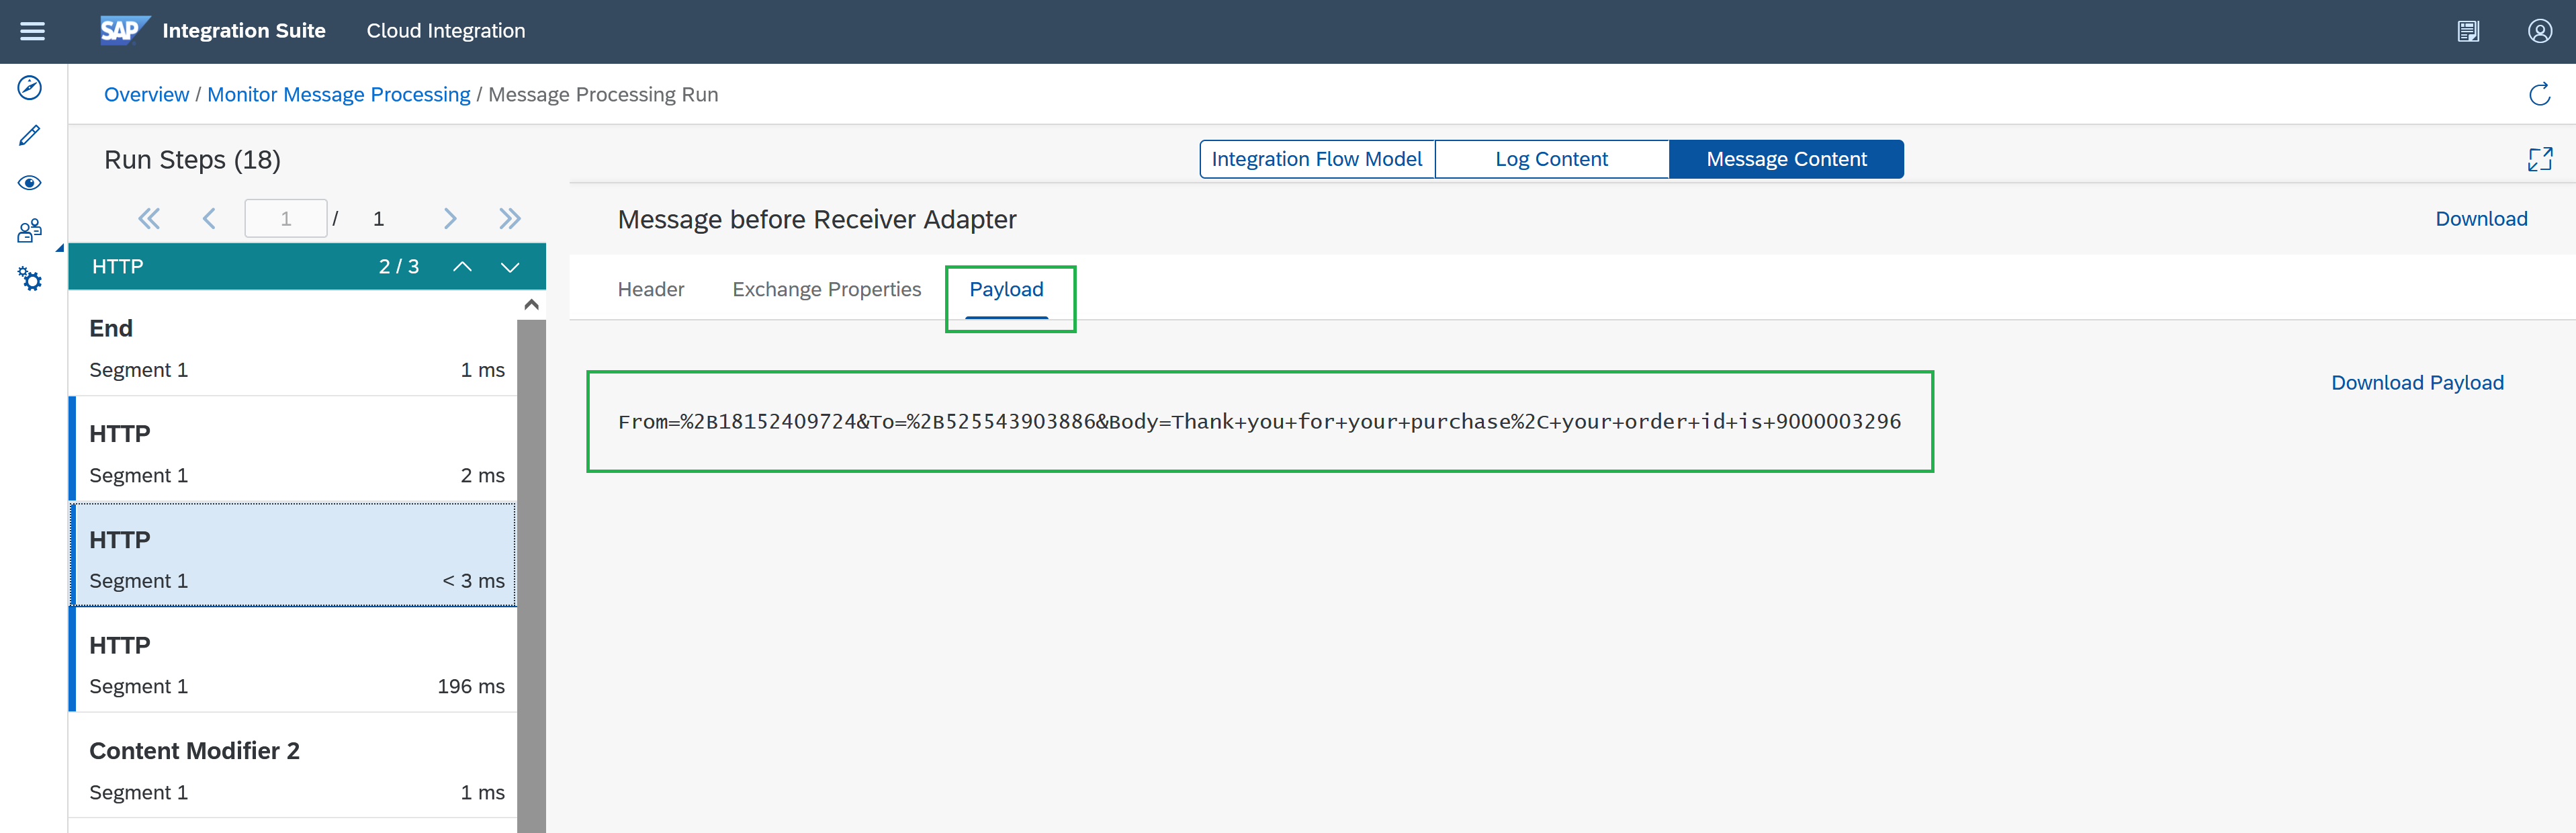 SAP Integration Suite Cloud Integration
Overview / Monitor Message Processing / Message Processing Run
Run Steps (18)
Integration Flow Model Log Content Message Content
1 / 1
Message before Receiver Adapter Download
HTTP 2 / 3
Header Exchange Properties Payload
End
Segment 1 1 ms
Download Payload
From=%2B18152409724&To=%2B525543903886&Body=Thank+you+for+your+purchase%2C+your+order+id+is+9000003296
HTTP
Segment 1 2 ms
HTTP
Segment 1 < 3 ms
HTTP
Segment 1 196 ms
Content Modifier 2
Segment 1 1 ms